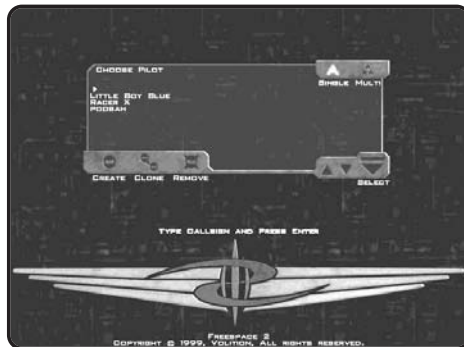 Choose Pilot
Single Multi
Little Boy Blue
Racer X
Poobah
Create Clone Remove
Select
Type Callsign and Press Enter
Freespace 2
Copyright © 1999, Volition, All rights reserved.